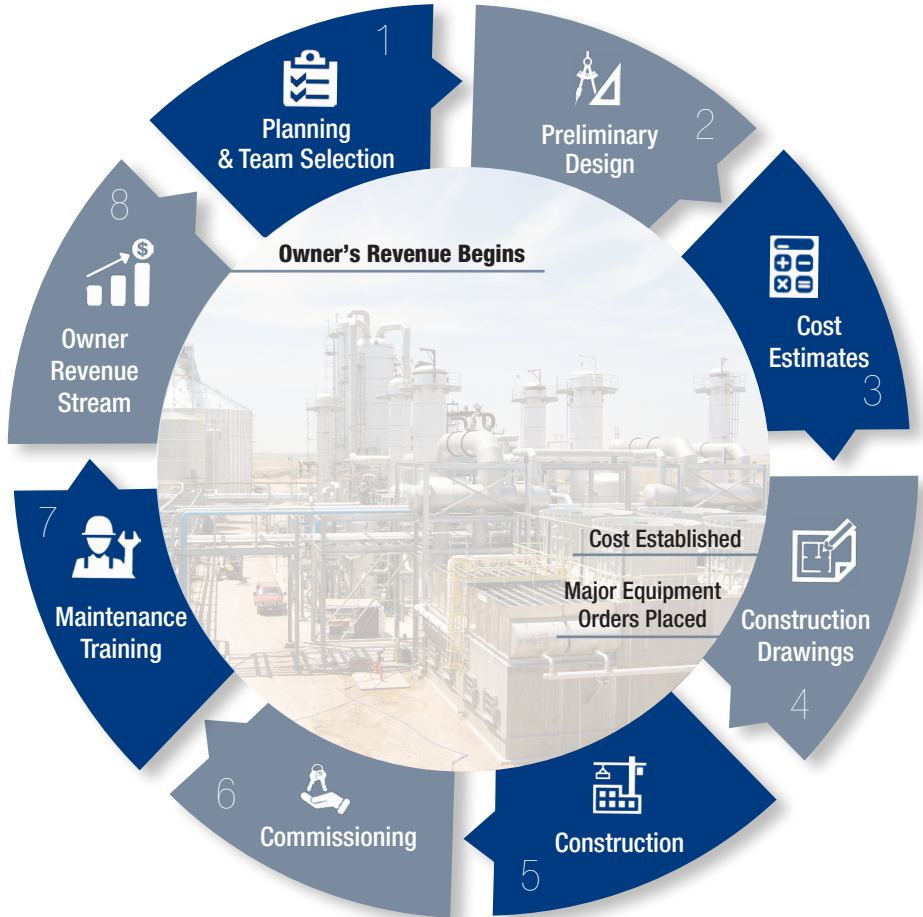 1
Planning
& Team Selection
2
Preliminary
Design
3
Cost
Estimates
4
Construction
Drawings
5
Construction
6
Commissioning
7
Maintenance
Training
8
$
Owner
Revenue
Stream
Owner’s Revenue Begins
Cost Established
Major Equipment
Orders Placed